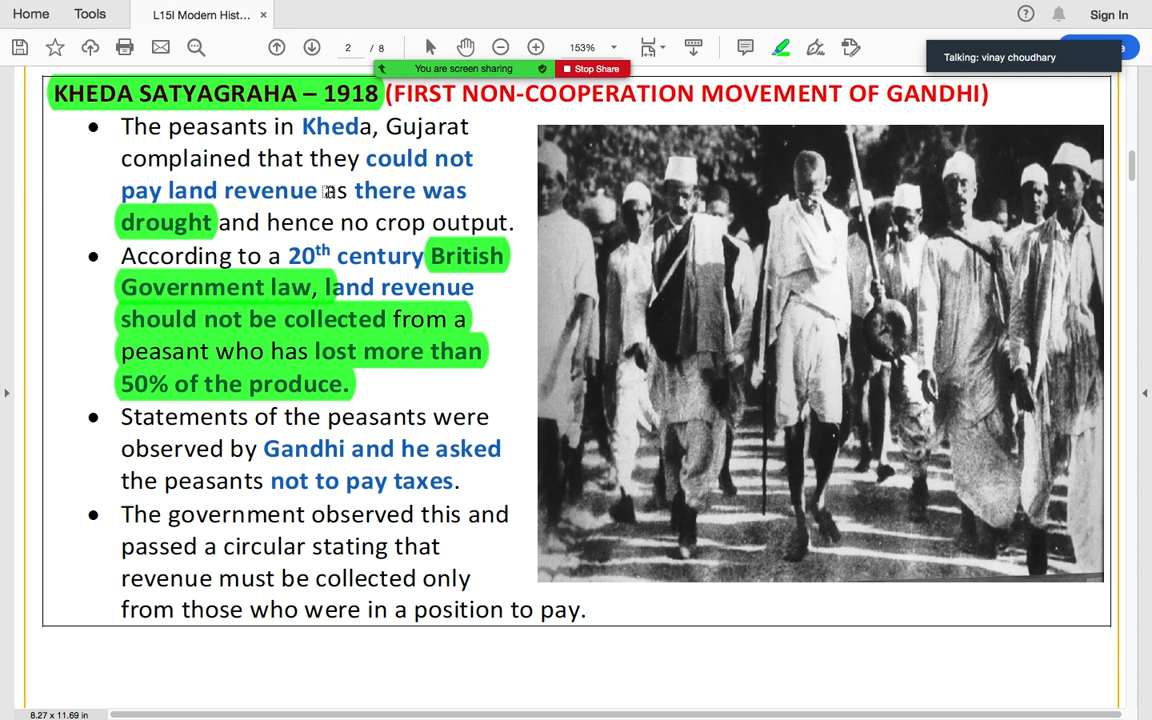 Home
Tools
L15I Modern Hist... ×
? Sign In
2 / 8
153%
Talking: vinay choudhary
You are screen sharing
Stop Share
KHEDA SATYAGRAHA – 1918 (FIRST NON-COOPERATION MOVEMENT OF GANDHI)
• The peasants in Kheda, Gujarat
complained that they could not
pay land revenue as there was
drought and hence no crop output.
• According to a 20th century British
Government law, land revenue
should not be collected from a
peasant who has lost more than
50% of the produce.
• Statements of the peasants were
observed by Gandhi and he asked
the peasants not to pay taxes.
• The government observed this and
passed a circular stating that
revenue must be collected only
from those who were in a position to pay.
8.27 x 11.69 in